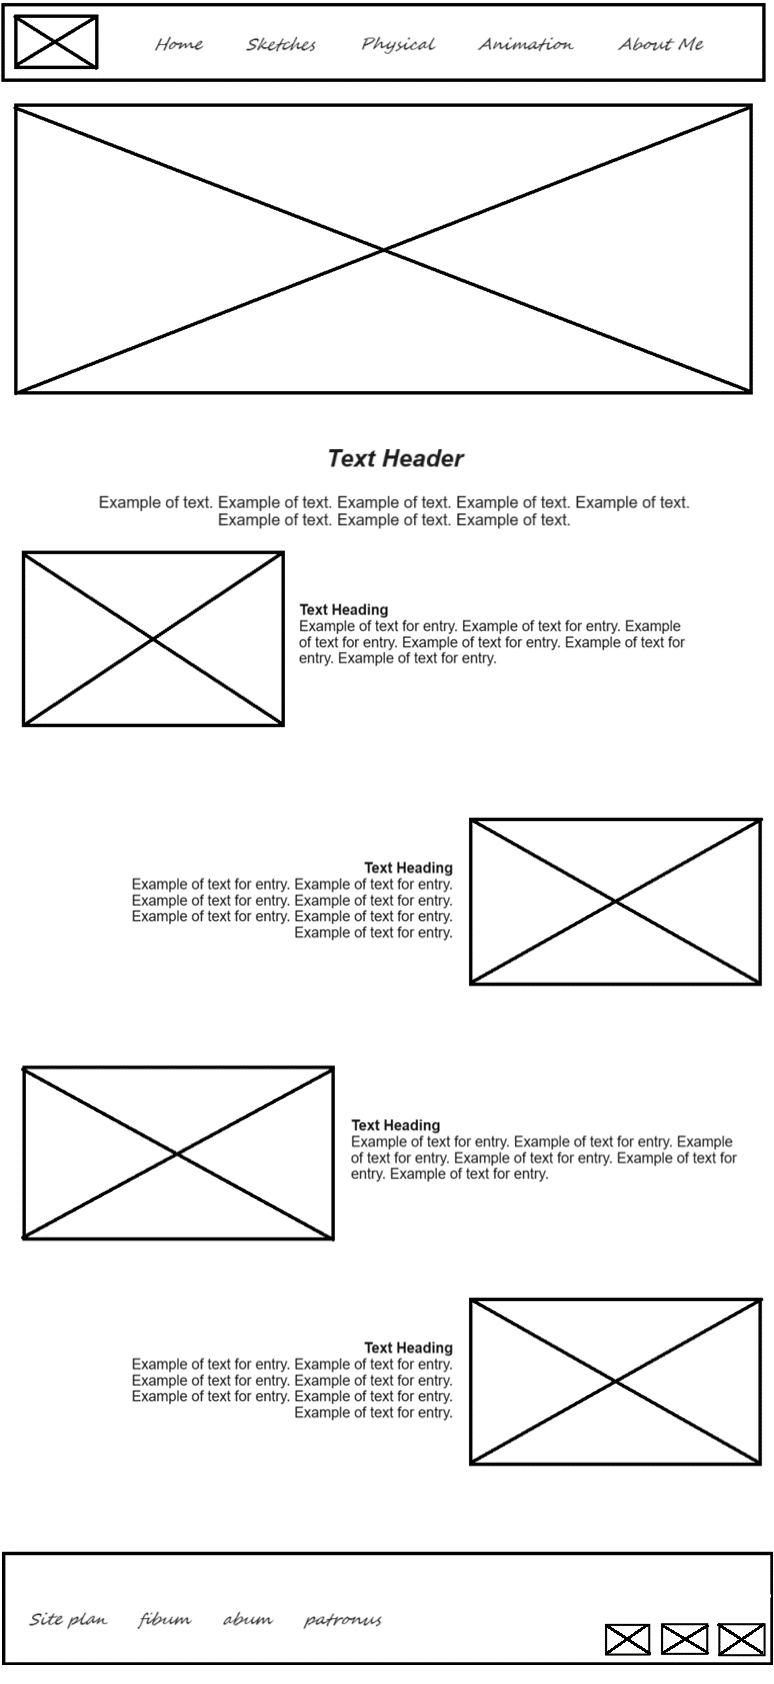 Home Sketches Physical Animation About Me
Text Header
Example of text. Example of text. Example of text. Example of text. Example of text.
Example of text. Example of text. Example of text.
Text Heading
Example of text for entry. Example of text for entry. Example
of text for entry. Example of text for entry. Example of text for
entry. Example of text for entry.
Text Heading
Example of text for entry. Example of text for entry.
Example of text for entry. Example of text for entry.
Example of text for entry. Example of text for entry.
Example of text for entry.
Text Heading
Example of text for entry. Example of text for entry. Example
of text for entry. Example of text for entry. Example of text for
entry. Example of text for entry.
Text Heading
Example of text for entry. Example of text for entry.
Example of text for entry. Example of text for entry.
Example of text for entry. Example of text for entry.
Example of text for entry.
Site plan fibum abum patronus